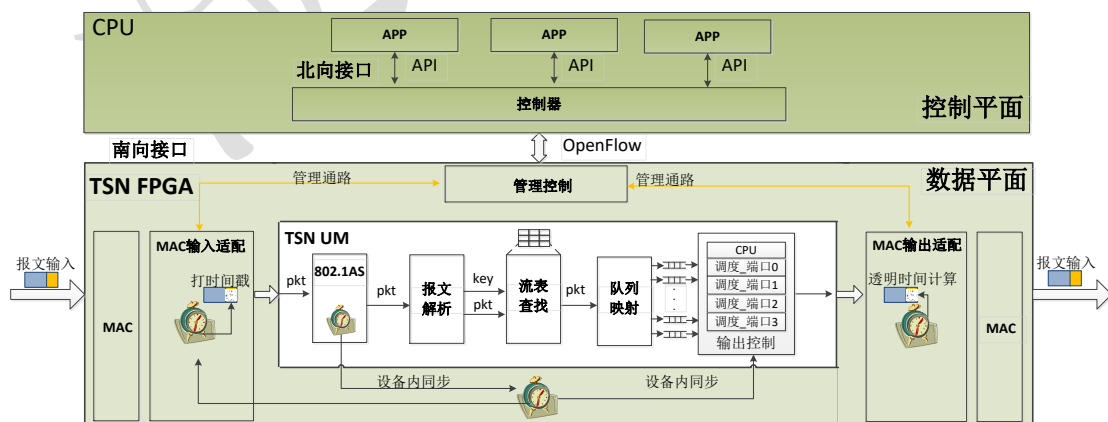 CPU
APP
APP
APP
北向接口
API
API
API
控制器
控制平面
南向接口
OpenFlow
TSN FPGA
管理通路
管理控制
管理通路
数据平面
MAC输入适配
TSN UM
MAC输出适配
报文输入
打时间戳
pkt
802.1AS
pkt
报文
解析
key
pkt
流表
查找
pkt
队列
映射
CPU
调度_端口0
调度_端口1
调度_端口2
调度_端口3
输出控制
透明时间计算
报文输入
MAC
MAC
设备内同步
设备内同步